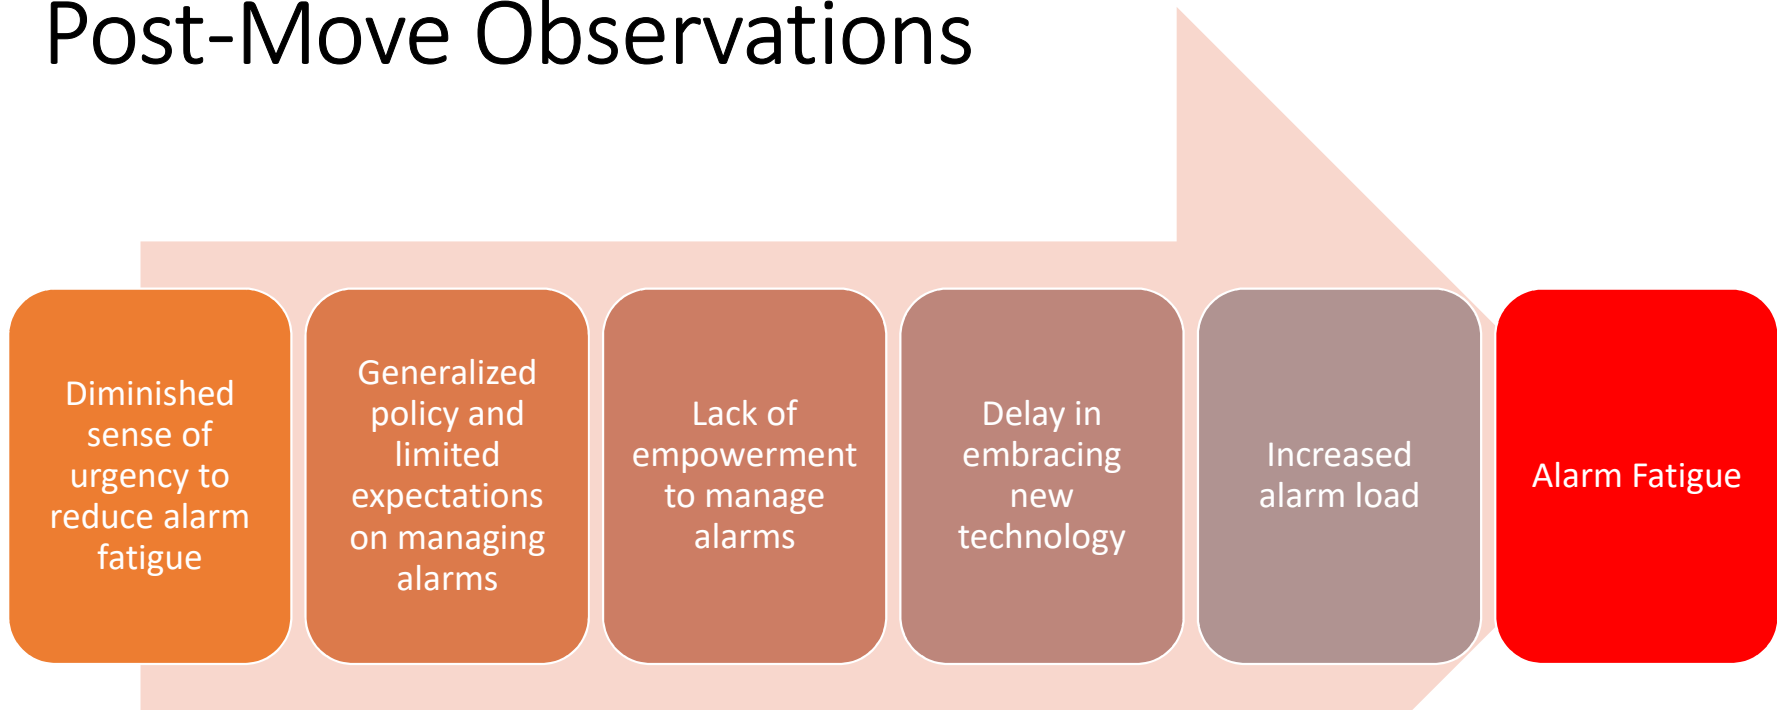 Post-Move Observations
Diminished
sense of
urgency to
reduce alarm
fatigue
Generalized
policy and
limited
expectations
on managing
alarms
Lack of
empowerment
to manage
alarms
Delay in
embracing
new
technology
Increased
alarm load
Alarm Fatigue